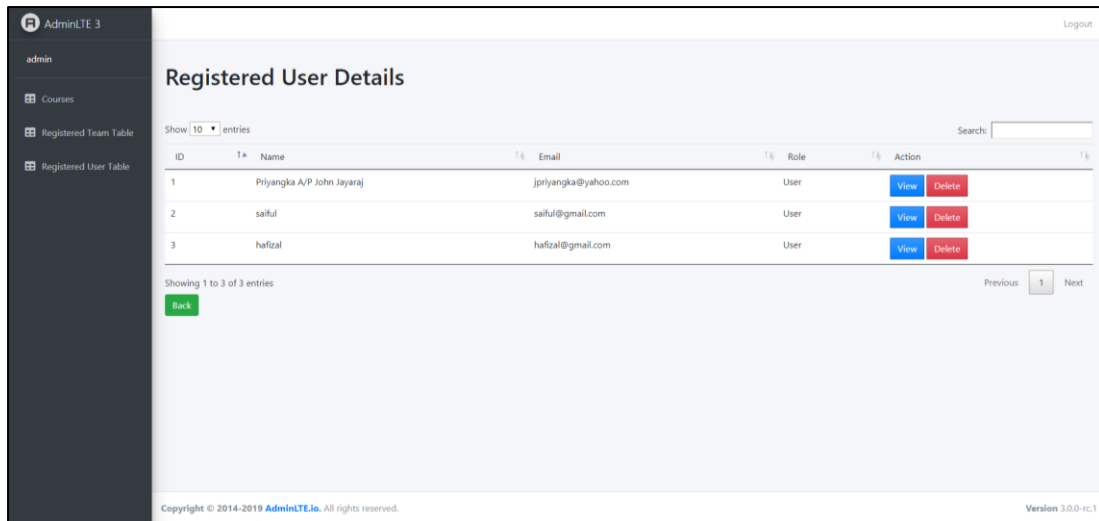 AdminLTE 3
Logout
admin
Courses
Registered Team Table
Registered User Table
Registered User Details
Show 10 entries
Search:
ID Name Email Role Action
1 Priyangka A/P John Jayaraj jpriyangka@yahoo.com User View Delete
2 saiful saiful@gmail.com User View Delete
3 hafizal hafizal@gmail.com User View Delete
Showing 1 to 3 of 3 entries
Previous 1 Next
Back
Copyright © 2014-2019 AdminLTE.io. All rights reserved.
Version 3.0.0-rc.1